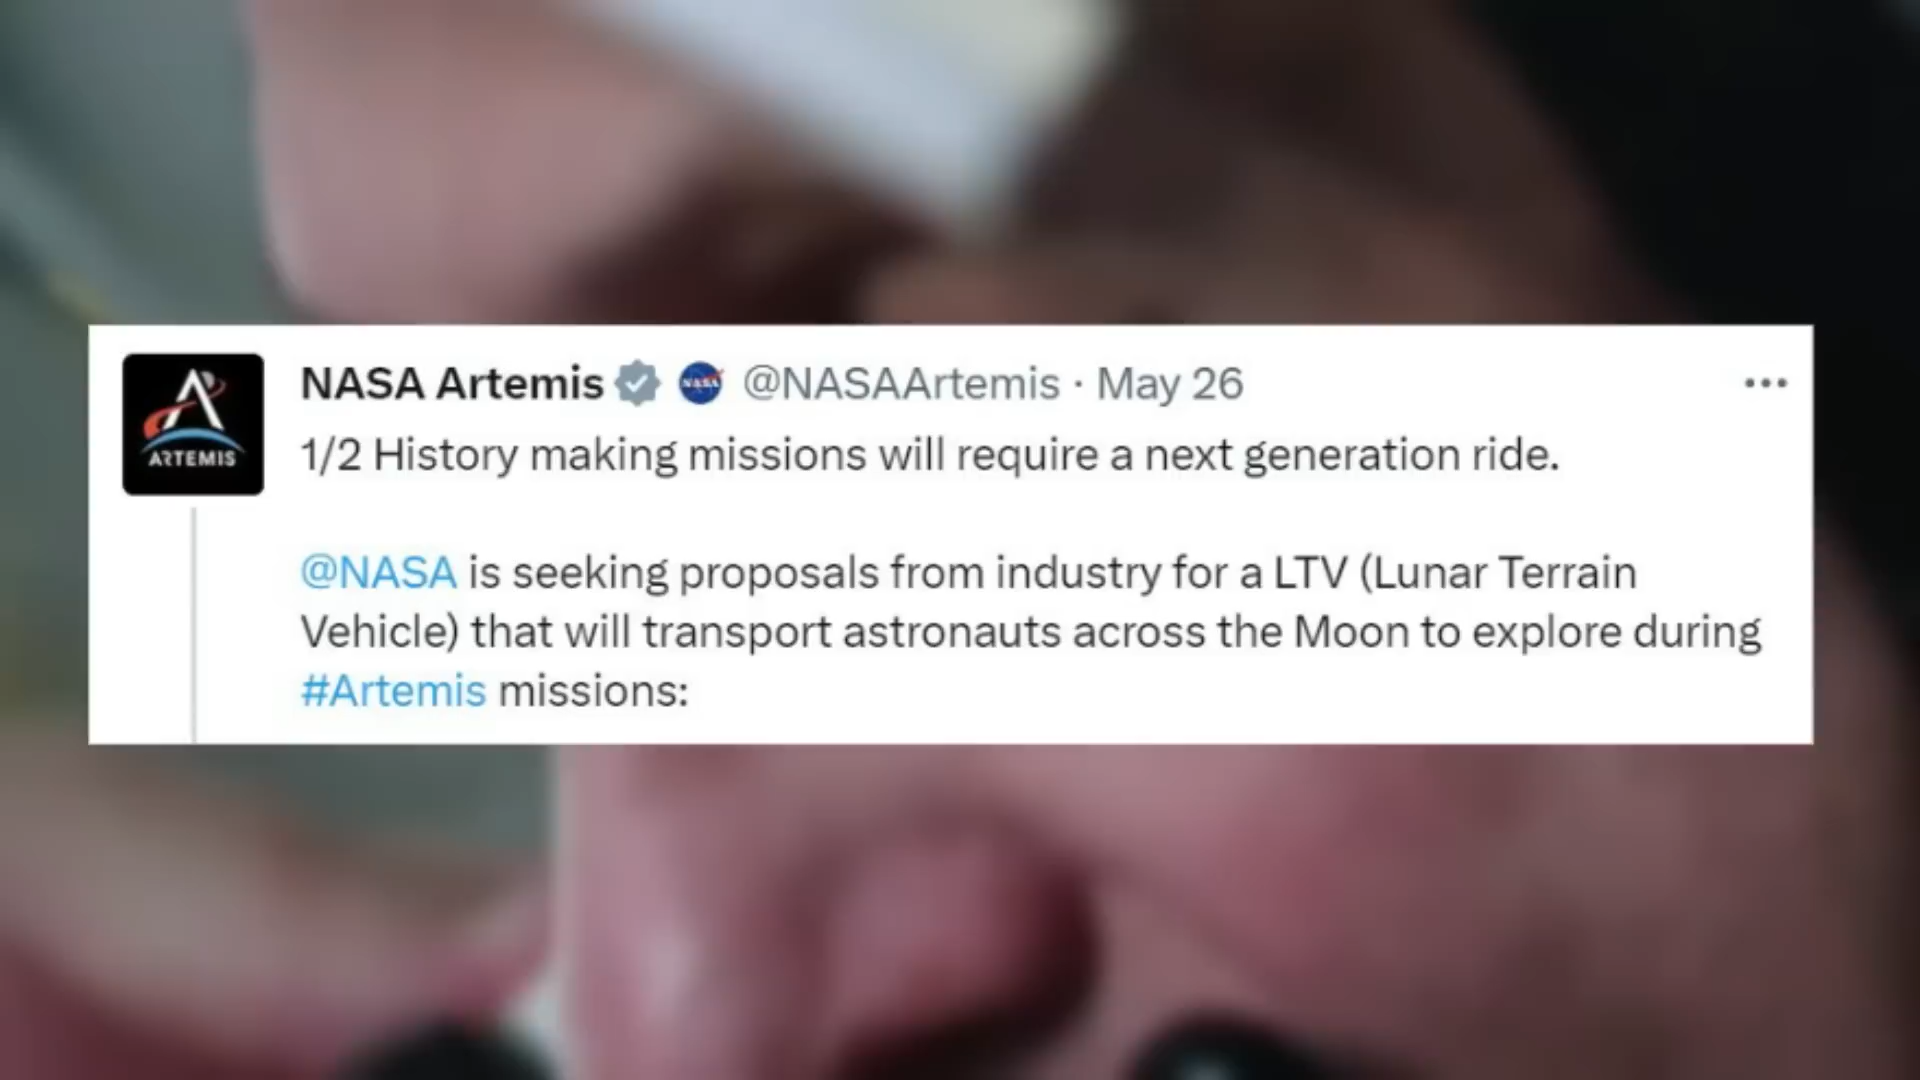 NASA Artemis NASA @NASAArtemis · May 26
ARTEMIS
1/2 History making missions will require a next generation ride.
@NASA is seeking proposals from industry for a LTV (Lunar Terrain
Vehicle) that will transport astronauts across the Moon to explore during
#Artemis missions: